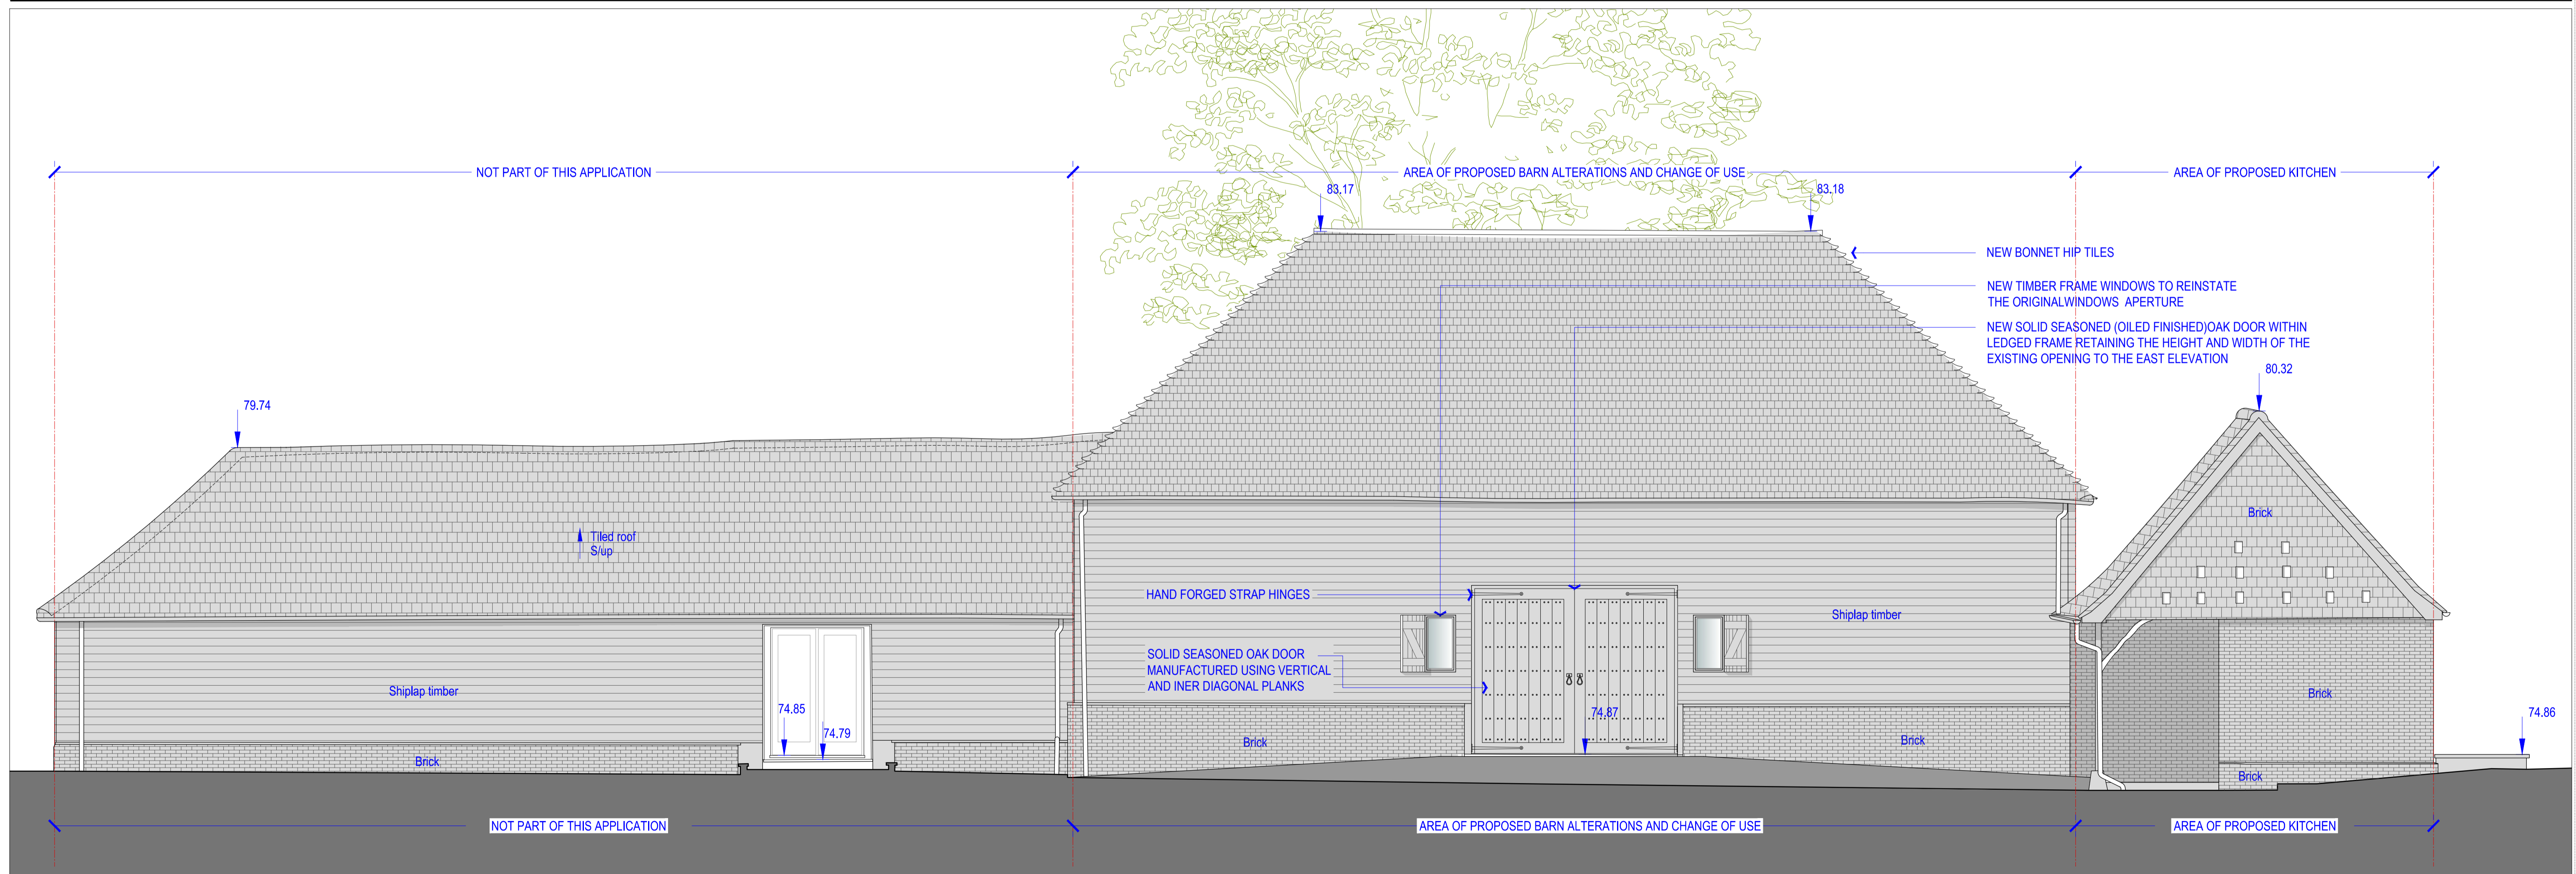 NOT PART OF THIS APPLICATION
AREA OF PROPOSED BARN ALTERATIONS AND CHANGE OF USE
AREA OF PROPOSED KITCHEN
83.17
83.18
NEW BONNET HIP TILES
NEW TIMBER FRAME WINDOWS TO REINSTATE
THE ORIGINALWINDOWS APERTURE
NEW SOLID SEASONED (OILED FINISHED)OAK DOOR WITHIN
LEDGED FRAME RETAINING THE HEIGHT AND WIDTH OF THE
EXISTING OPENING TO THE EAST ELEVATION
80.32
79.74
Brick
Tiled roof
S/up
HAND FORGED STRAP HINGES
Shiplap timber
SOLID SEASONED OAK DOOR
MANUFACTURED USING VERTICAL
AND INER DIAGONAL PLANKS
Shiplap timber
Brick
74.85
74.79
74.87
74.86
Brick
Brick
Brick
Brick
NOT PART OF THIS APPLICATION
AREA OF PROPOSED BARN ALTERATIONS AND CHANGE OF USE
AREA OF PROPOSED KITCHEN